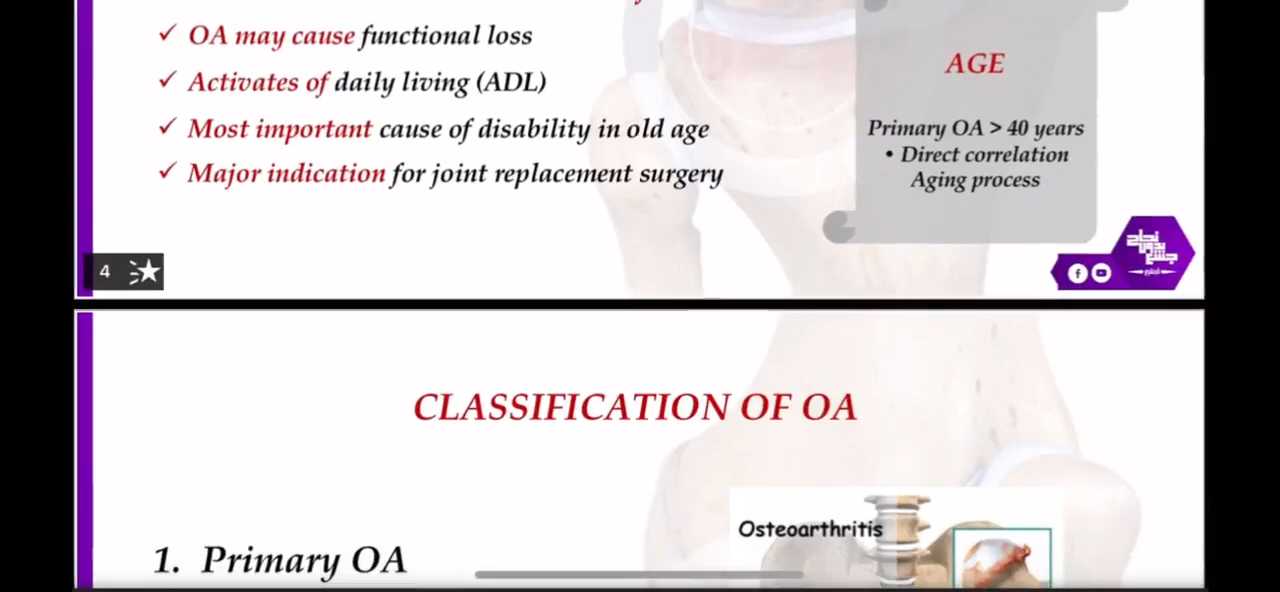 ✓ OA may cause functional loss
✓ Activates of daily living (ADL)
✓ Most important cause of disability in old age
✓ Major indication for joint replacement surgery
AGE
Primary OA > 40 years
• Direct correlation
Aging process
4
CLASSIFICATION OF OA
Osteoarthritis
1. Primary OA